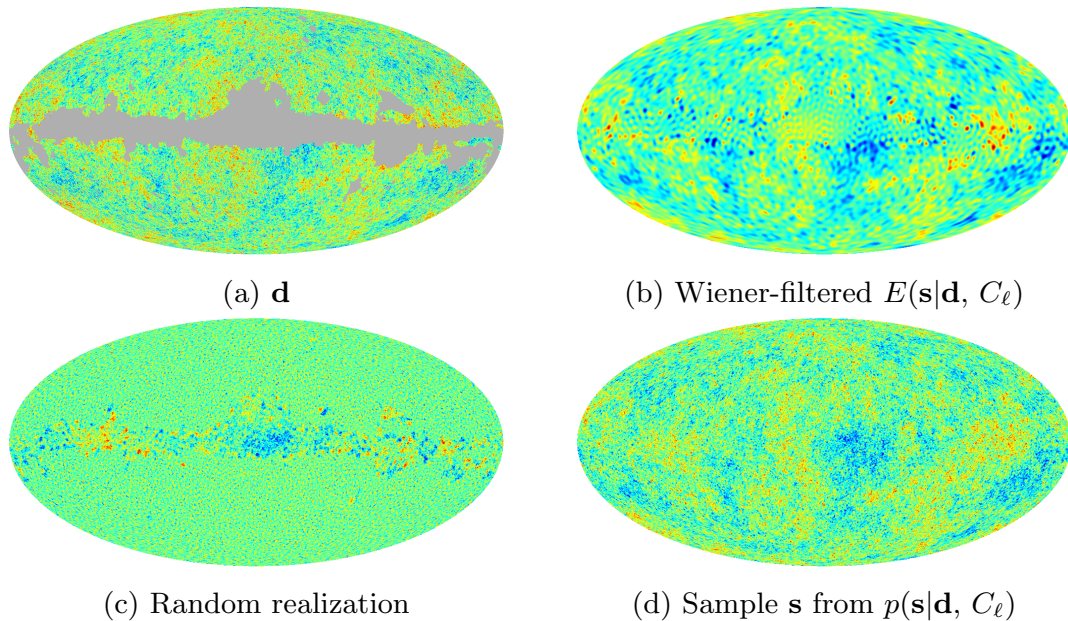 (a) d
(b) Wiener-filtered E(s|d, Cℓ)
(c) Random realization
(d) Sample s from p(s|d, Cℓ)